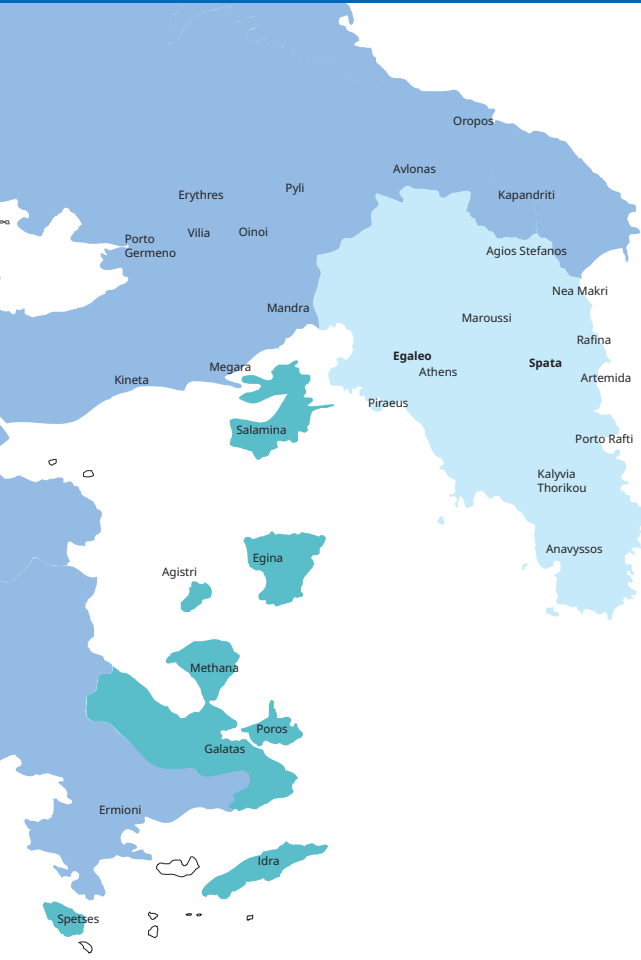 Oropos
Avlonas
Pyli
Erythres
Kapandriti
Vilia
Oinoi
Porto
Germeno
Agios Stefanos
Nea Makri
Mandra
Maroussi
Rafina
Egaleo
Spata
Megara
Athens
Kineta
Artemida
Piraeus
Salamina
Porto Rafti
Kalyvia
Thorikou
Anavyssos
Egina
Agistri
Methana
Poros
Galatas
Ermioni
Idra
Spetses